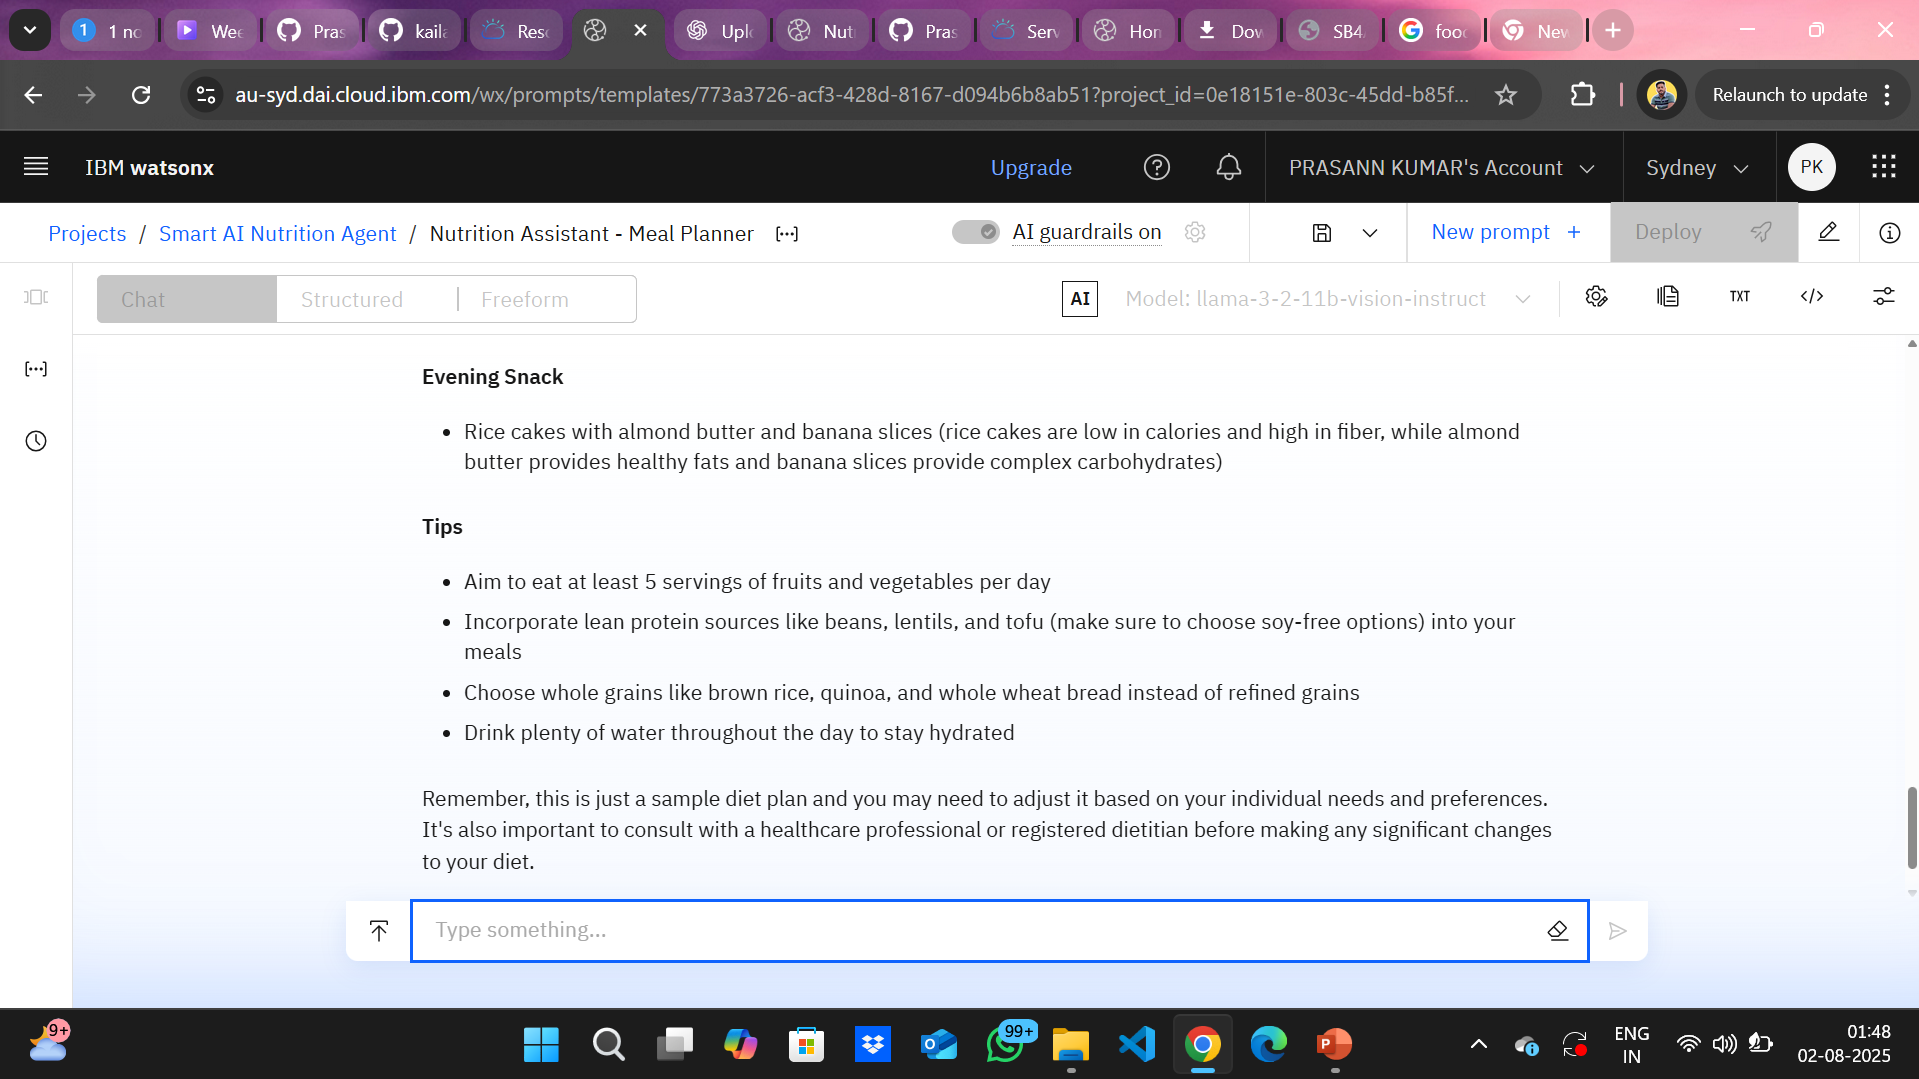 1 no
Wee
Pras
kaila
Reso
Uplo
Nutr
Pras
Serv
Hom
Dow
SB4A
food
New
au-syd.dai.cloud.ibm.com/wx/prompts/templates/773a3726-acf3-428d-8167-d094b6b8ab51?project_id=0e18151e-803c-45dd-b85f...
Relaunch to update
IBM watsonx
Upgrade
PRASANN KUMAR's Account
Sydney
PK
Projects / Smart AI Nutrition Agent / Nutrition Assistant - Meal Planner
AI guardrails on
New prompt +
Deploy
Chat
Structured
Freeform
AI
Model: llama-3-2-11b-vision-instruct
TXT
Evening Snack
• Rice cakes with almond butter and banana slices (rice cakes are low in calories and high in fiber, while almond
butter provides healthy fats and banana slices provide complex carbohydrates)
Tips
• Aim to eat at least 5 servings of fruits and vegetables per day
• Incorporate lean protein sources like beans, lentils, and tofu (make sure to choose soy-free options) into your
meals
• Choose whole grains like brown rice, quinoa, and whole wheat bread instead of refined grains
• Drink plenty of water throughout the day to stay hydrated
Remember, this is just a sample diet plan and you may need to adjust it based on your individual needs and preferences.
It's also important to consult with a healthcare professional or registered dietitian before making any significant changes
to your diet.
Type something...
9+
99+
ENG
IN
01:48
02-08-2025